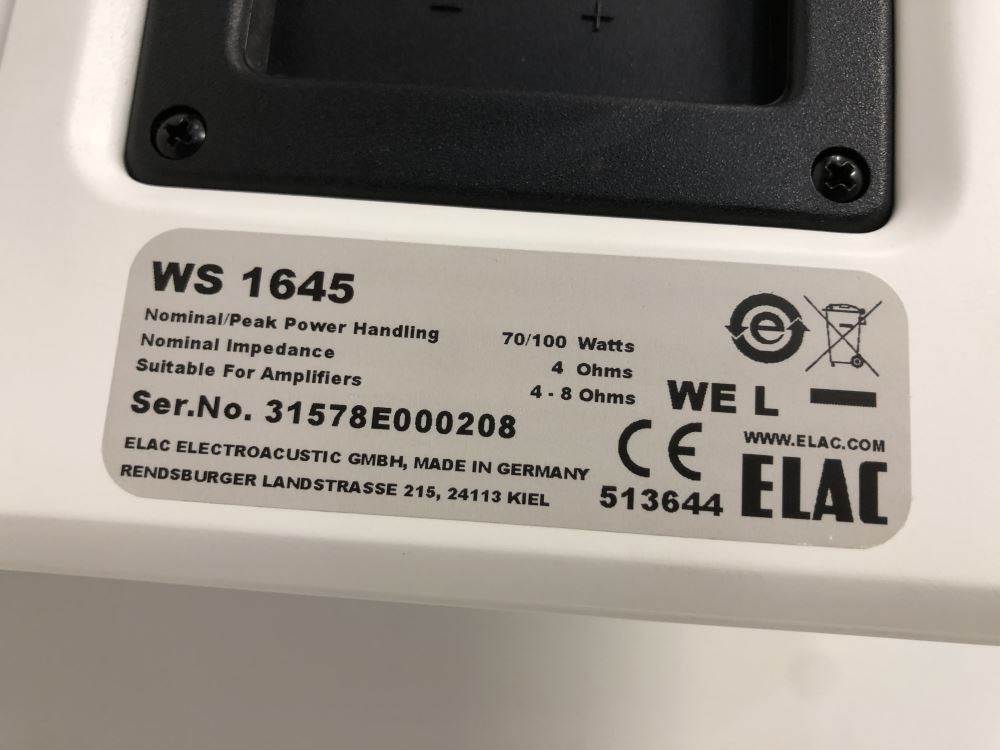 - +
WS 1645
Nominal/Peak Power Handling 70/100 Watts
Nominal Impedance 4 Ohms
Suitable For Amplifiers 4 - 8 Ohms
Ser.No. 31578E000208
ELAC ELECTROACUSTIC GMBH, MADE IN GERMANY
RENDSBURGER LANDSTRASSE 215, 24113 KIEL
e
WE L
CE
513644
WWW.ELAC.COM
ELAC